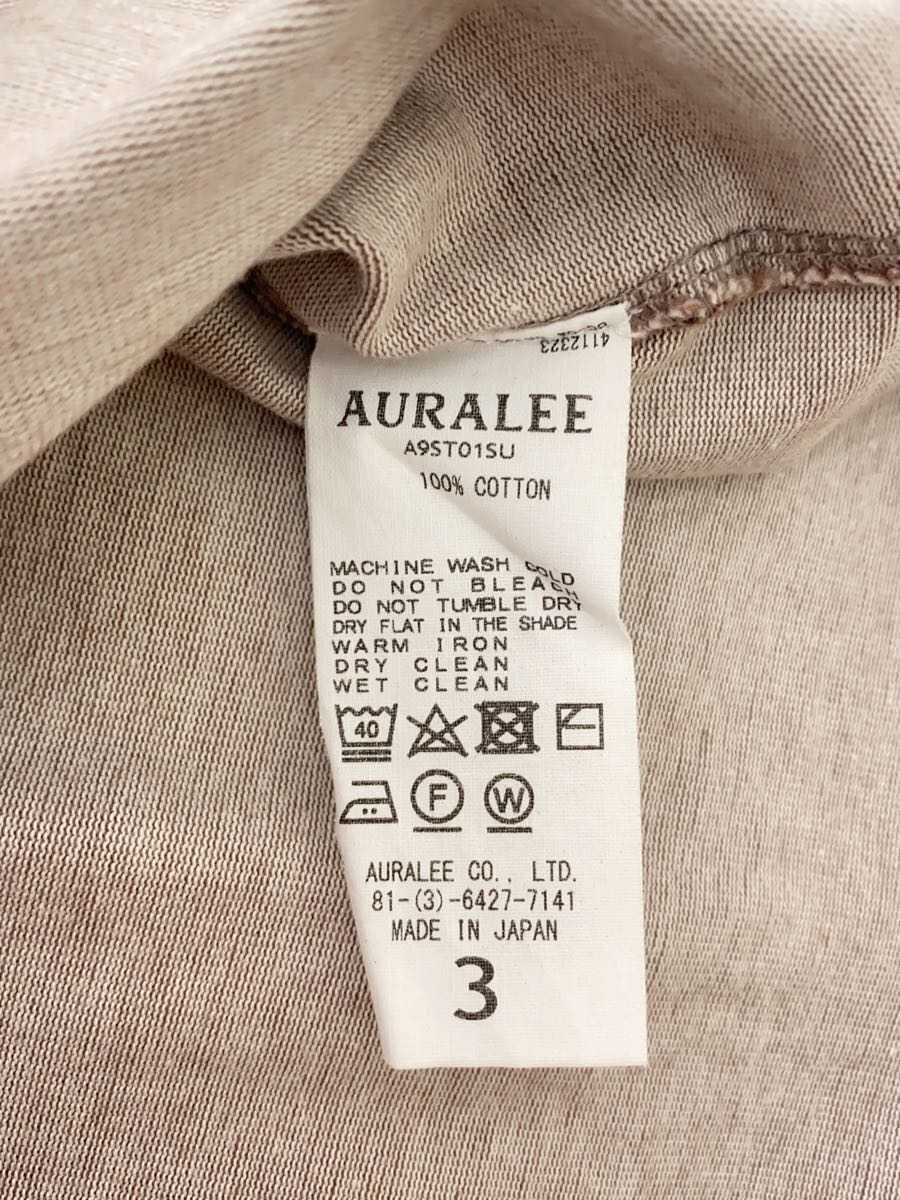 4112323
AURALEE
A9ST01SU
100% COTTON
MACHINE WASH COLD
DO NOT BLEACH
DO NOT TUMBLE DRY
DRY FLAT IN THE SHADE
WARM IRON
DRY CLEAN
WET CLEAN
40
F W
AURALEE CO., LTD.
81-(3)-6427-7141
MADE IN JAPAN
3